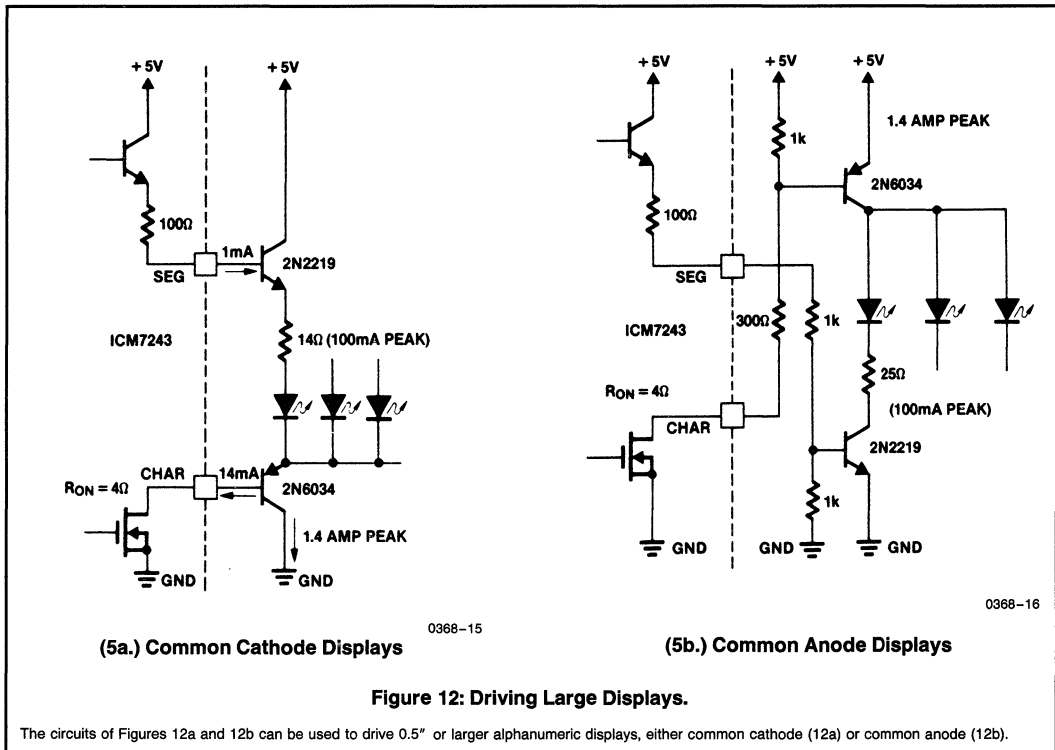 +5V
+5V
100Ω
1mA
SEG
2N2219
ICM7243
14Ω (100mA PEAK)
CHAR
14mA
RON = 4Ω
2N6034
1.4 AMP PEAK
GND
GND
0368–15
(5a.) Common Cathode Displays
+5V
+5V
+5V
1k
1.4 AMP PEAK
2N6034
100Ω
SEG
ICM7243
300Ω
1k
25Ω
RON = 4Ω
(100mA PEAK)
CHAR
2N2219
1k
GND
GND
GND
0368–16
(5b.) Common Anode Displays
Figure 12: Driving Large Displays.
The circuits of Figures 12a and 12b can be used to drive 0.5″ or larger alphanumeric displays, either common cathode (12a) or common anode (12b).